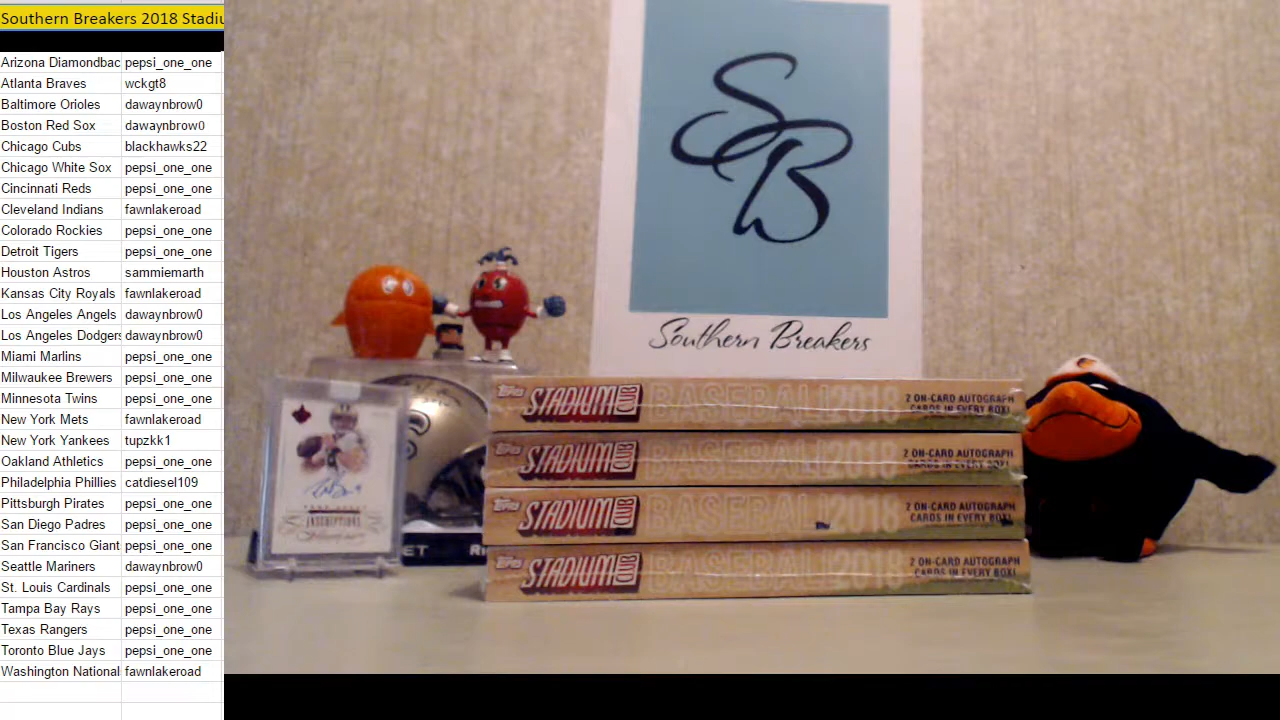 Southern Breakers 2018 Stadiu
Arizona Diamondbac pepsi_one_one
Atlanta Braves wckgt8
Baltimore Orioles dawaynbrow0
Boston Red Sox dawaynbrow0
Chicago Cubs blackhawks22
Chicago White Sox pepsi_one_one
Cincinnati Reds pepsi_one_one
Cleveland Indians fawnlakeroad
Colorado Rockies pepsi_one_one
Detroit Tigers pepsi_one_one
Houston Astros sammiemarth
Kansas City Royals fawnlakeroad
Los Angeles Angels dawaynbrow0
Los Angeles Dodgers dawaynbrow0
Miami Marlins pepsi_one_one
Milwaukee Brewers pepsi_one_one
Minnesota Twins pepsi_one_one
New York Mets fawnlakeroad
New York Yankees tupzkk1
Oakland Athletics pepsi_one_one
Philadelphia Phillies catdiesel109
Pittsburgh Pirates pepsi_one_one
San Diego Padres pepsi_one_one
San Francisco Giant pepsi_one_one
Seattle Mariners dawaynbrow0
St. Louis Cardinals pepsi_one_one
Tampa Bay Rays pepsi_one_one
Texas Rangers pepsi_one_one
Toronto Blue Jays pepsi_one_one
Washington National fawnlakeroad
SB
Southern Breakers
Topps STADIUM CLUB BASEBALL 2018 2 ON-CARD AUTOGRAPH
CARDS IN EVERY BOX!
Topps STADIUM CLUB BASEBALL 2018 2 ON-CARD AUTOGRAPH
CARDS IN EVERY BOX!
Topps STADIUM CLUB BASEBALL 2018 2 ON-CARD AUTOGRAPH
CARDS IN EVERY BOX!
Topps STADIUM CLUB BASEBALL 2018 2 ON-CARD AUTOGRAPH
CARDS IN EVERY BOX!
INSCRIPTIONS